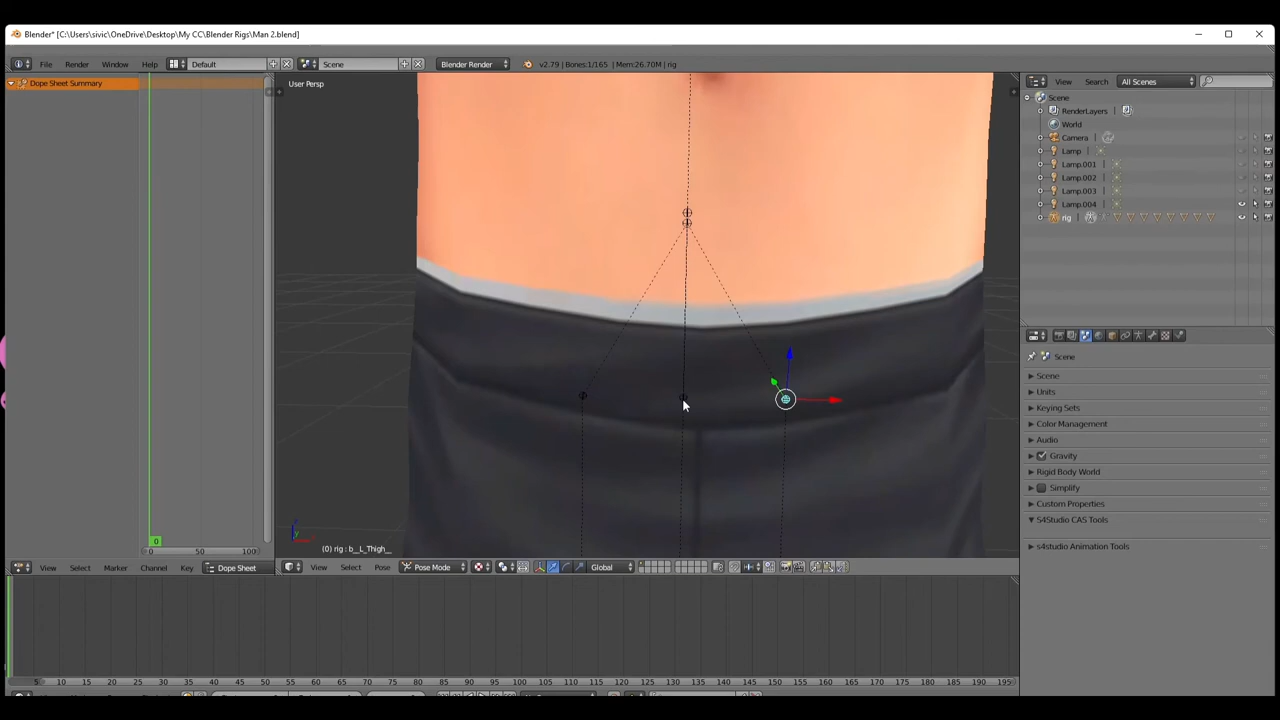 Blender* [C:\Users\sivic\OneDrive\Desktop\My CC\Blender Rigs\Man 2.blend]
File Render Window Help Default Scene Blender Render v2.79 | Bones:1/165 | Mem:26.70M | rig
View Search All Scenes
Dope Sheet Summary
User Persp
Scene
RenderLayers
World
Camera
Lamp
Lamp.001
Lamp.002
Lamp.003
Lamp.004
rig
Scene
Scene
Units
Keying Sets
Color Management
Audio
Gravity
Rigid Body World
Simplify
Custom Properties
S4Studio CAS Tools
s4studio Animation Tools
0
0 50 100
(0) rig : b__L_Thigh__
View Select Marker Channel Key Dope Sheet
View Select Pose Pose Mode Global
5 10 15 20 25 30 35 40 45 50 55 60 65 70 75 80 85 90 95 100 105 110 115 120 125 130 135 140 145 150 155 160 165 170 175 180 185 190 195